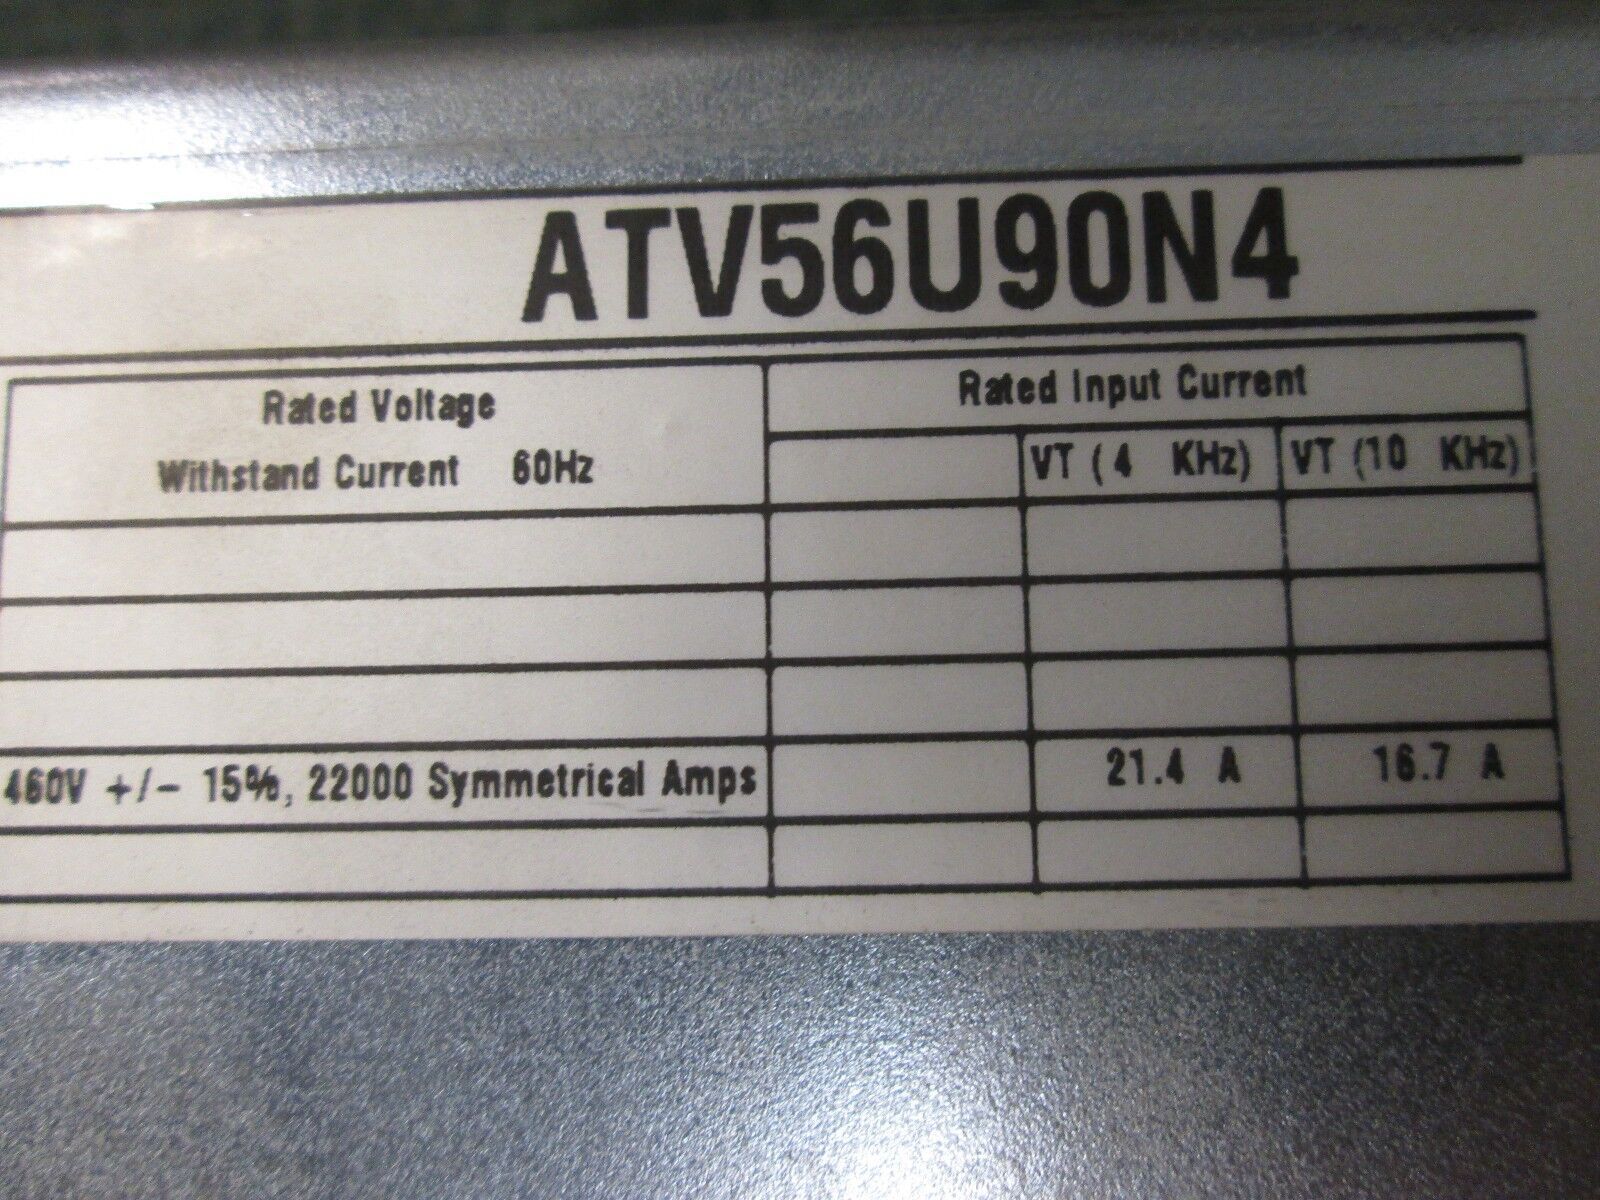 ATV56U90N4
Rated Voltage
Withstand Current 60Hz
Rated Input Current
VT ( 4 KHz) VT (10 KHz)
460V +/- 15%, 22000 Symmetrical Amps 21.4 A 16.7 A